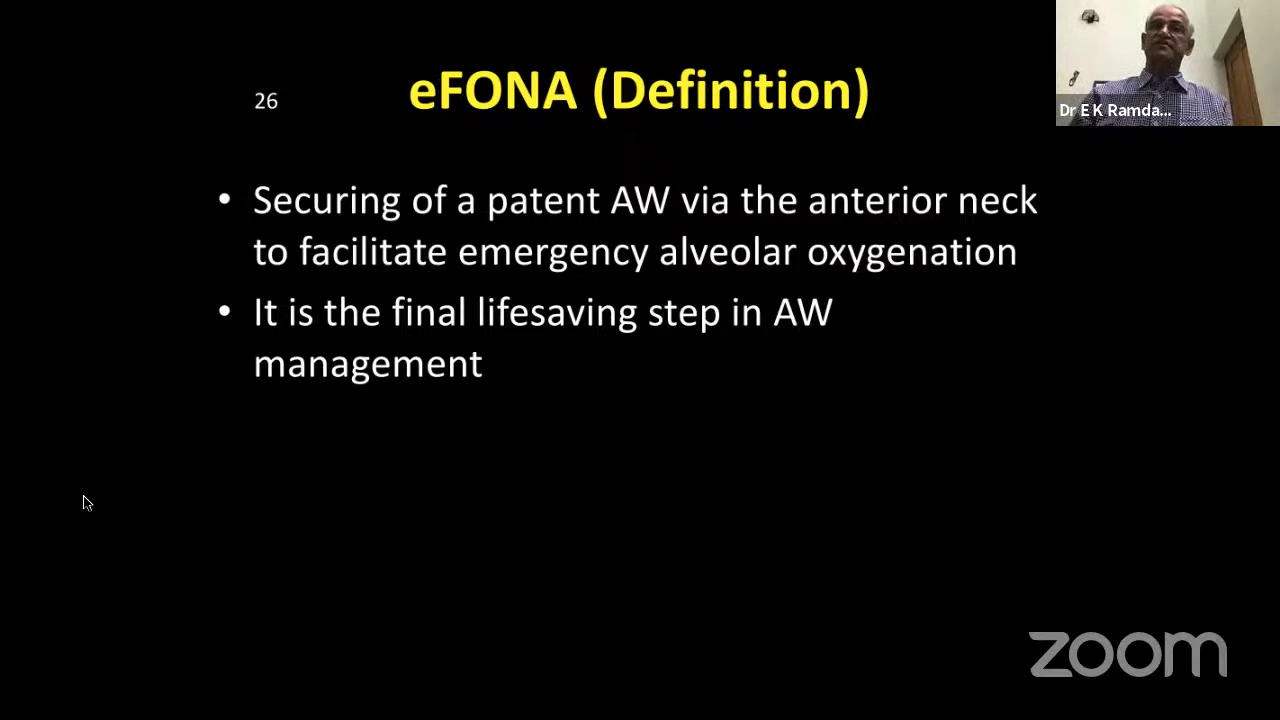 26
eFONA (Definition)
• Securing of a patent AW via the anterior neck
to facilitate emergency alveolar oxygenation
• It is the final lifesaving step in AW
management
Dr E K Ramda...
zoom